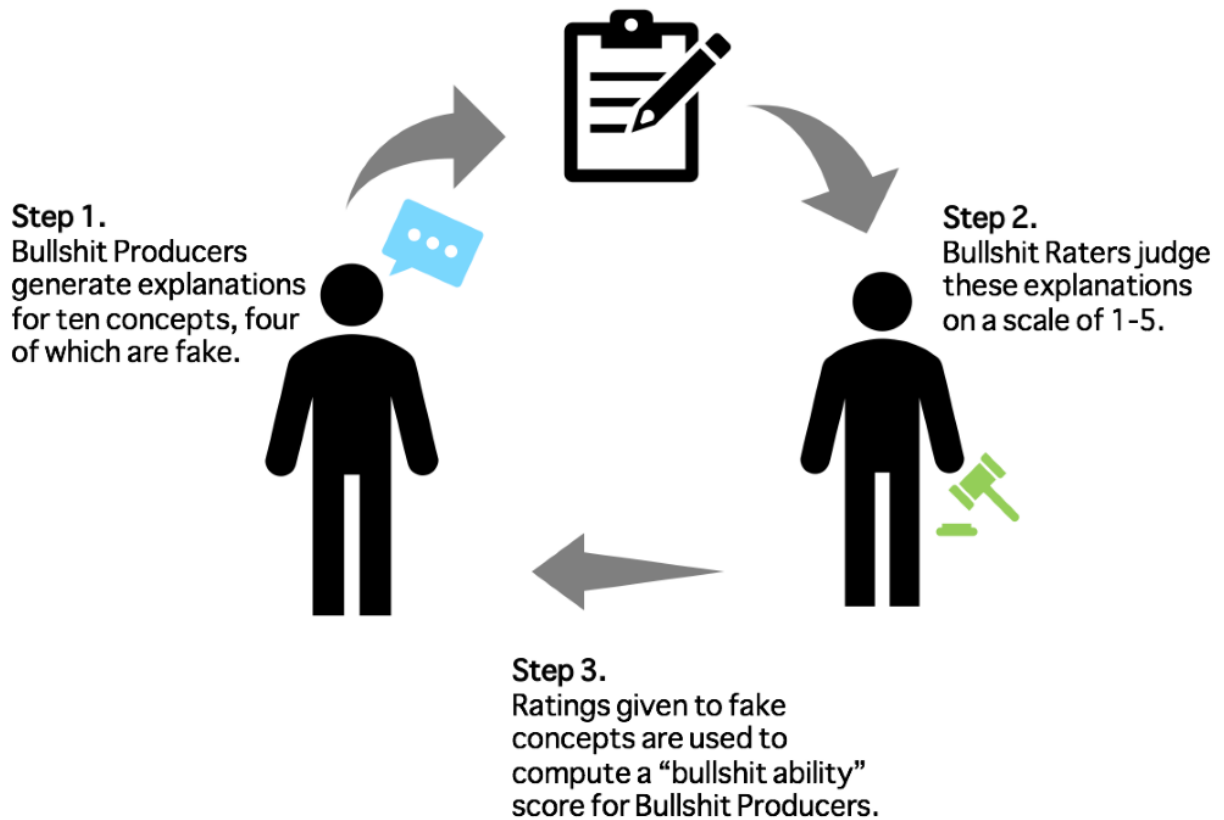 Step 1.
Bullshit Producers
generate explanations
for ten concepts, four
of which are fake.
Step 2.
Bullshit Raters judge
these explanations
on a scale of 1-5.
Step 3.
Ratings given to fake
concepts are used to
compute a “bullshit ability”
score for Bullshit Producers.